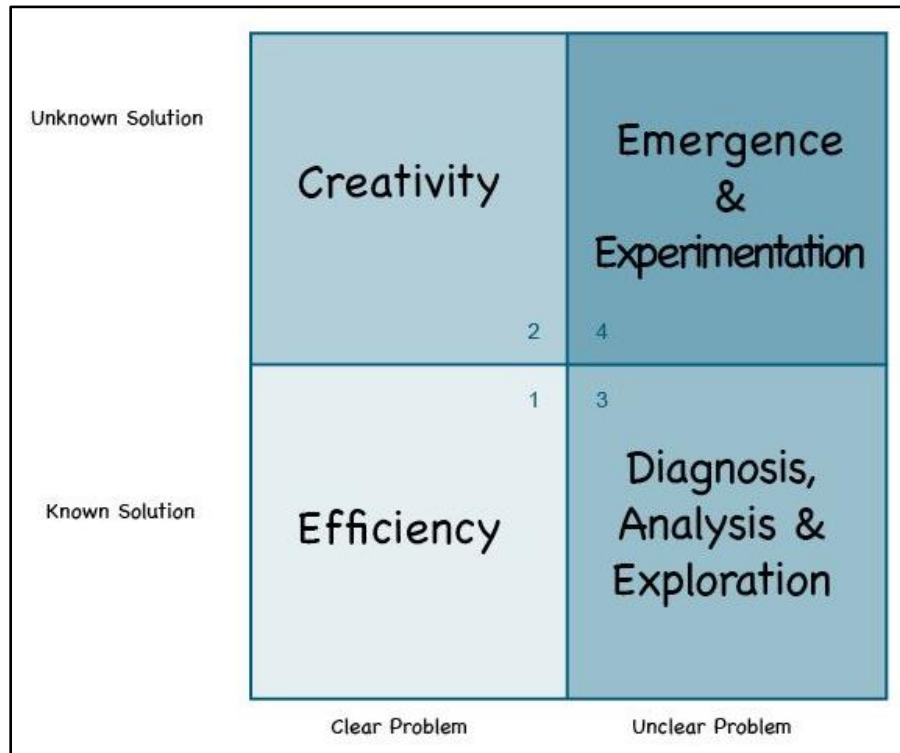 Unknown Solution
Creativity
2
Emergence
&
Experimentation
4
Known Solution
1
Efficiency
3
Diagnosis,
Analysis &
Exploration
Clear Problem
Unclear Problem